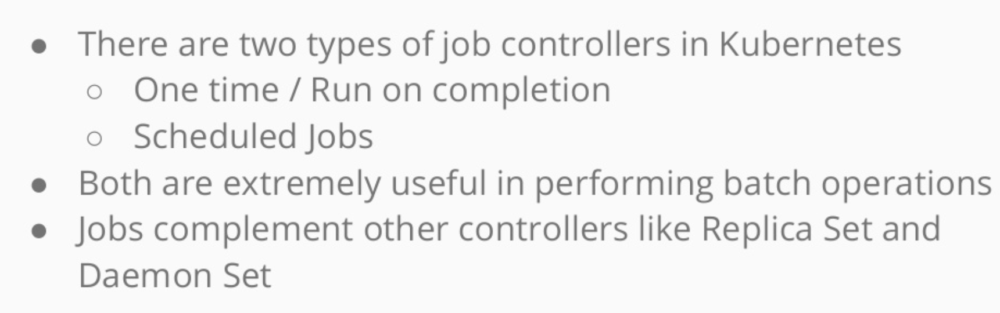 ● There are two types of job controllers in Kubernetes
○ One time / Run on completion
○ Scheduled Jobs
● Both are extremely useful in performing batch operations
● Jobs complement other controllers like Replica Set and
Daemon Set